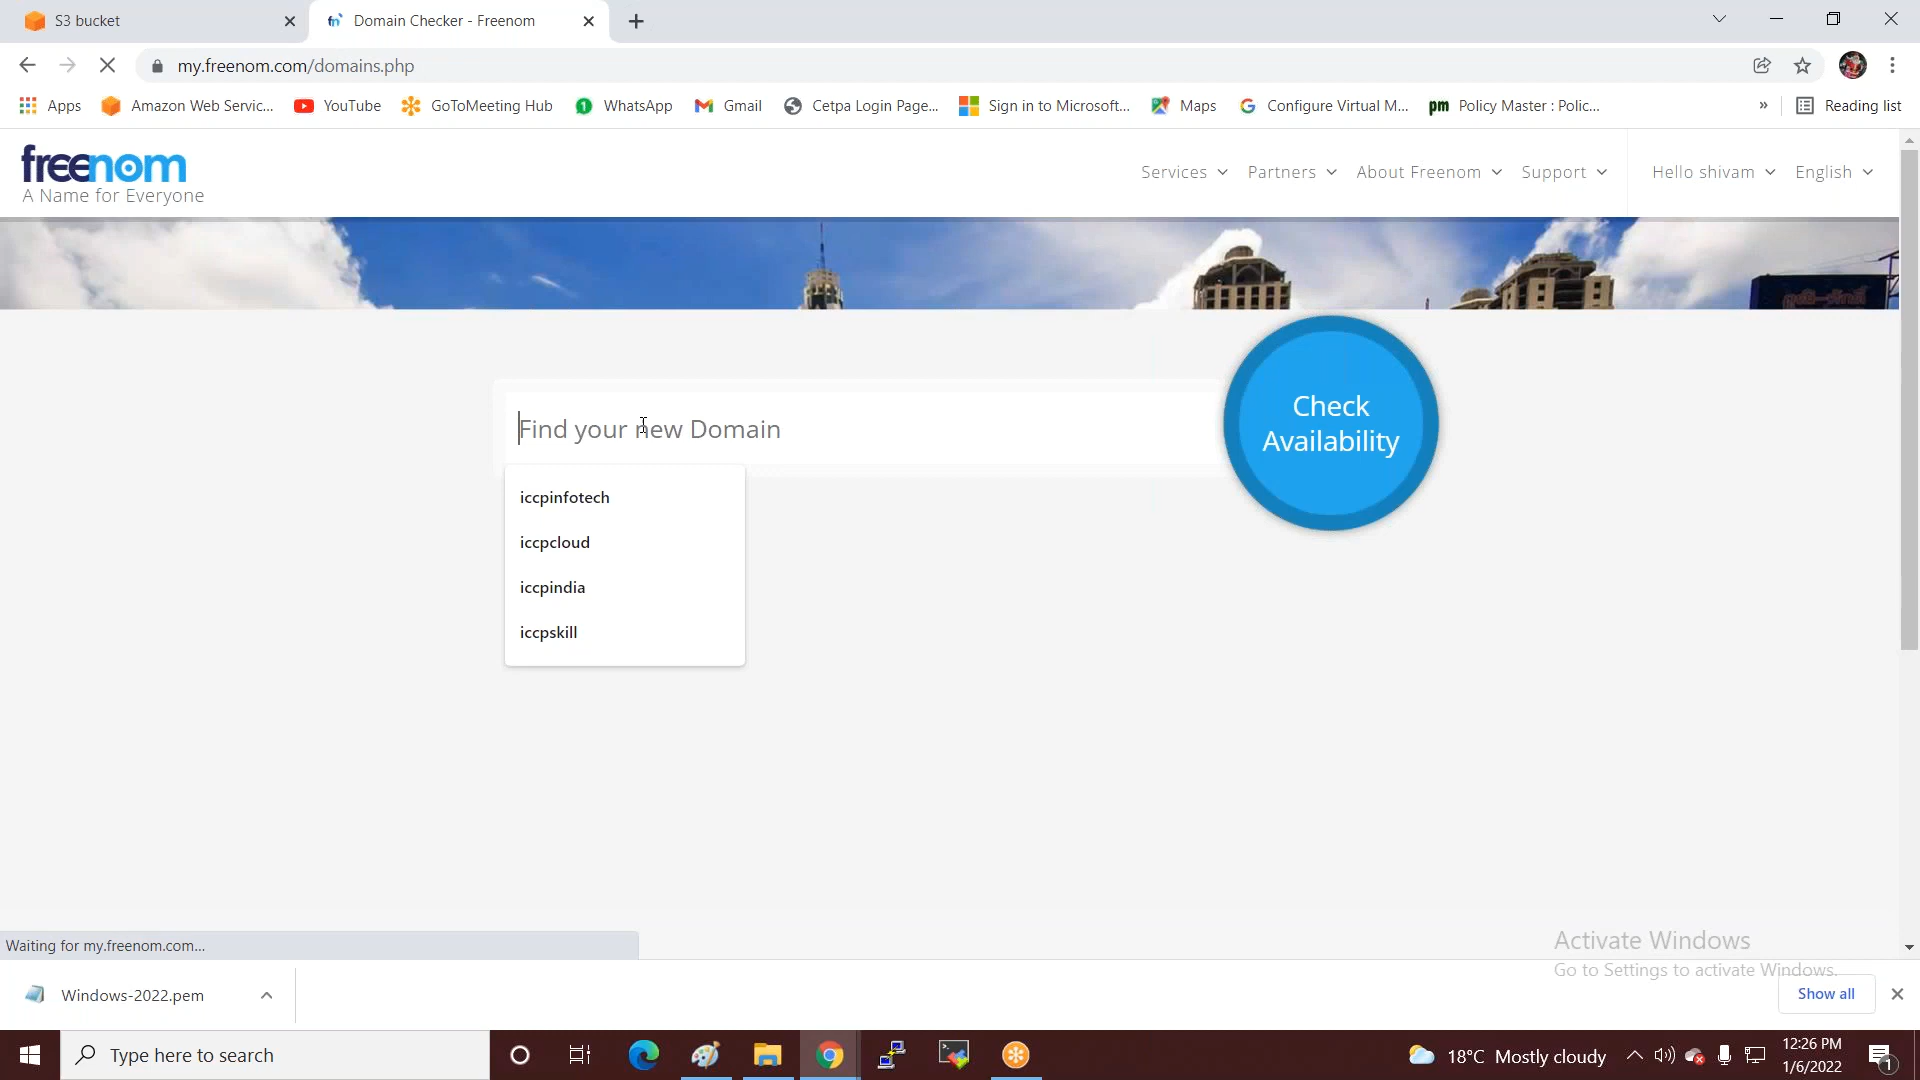 S3 bucket
Domain Checker - Freenom
my.freenom.com/domains.php
Apps
Amazon Web Servic...
YouTube
GoToMeeting Hub
WhatsApp
Gmail
Cetpa Login Page...
Sign in to Microsoft...
Maps
Configure Virtual M...
pm Policy Master : Polic...
»
Reading list
freenom
A Name for Everyone
Services
Partners
About Freenom
Support
Hello shivam
English
Find your new Domain
Check
Availability
iccpinfotech
iccpcloud
iccpindia
iccpskill
Waiting for my.freenom.com...
Activate Windows
Go to Settings to activate Windows.
Windows-2022.pem
Show all
Type here to search
18°C Mostly cloudy
12:26 PM
1/6/2022
1